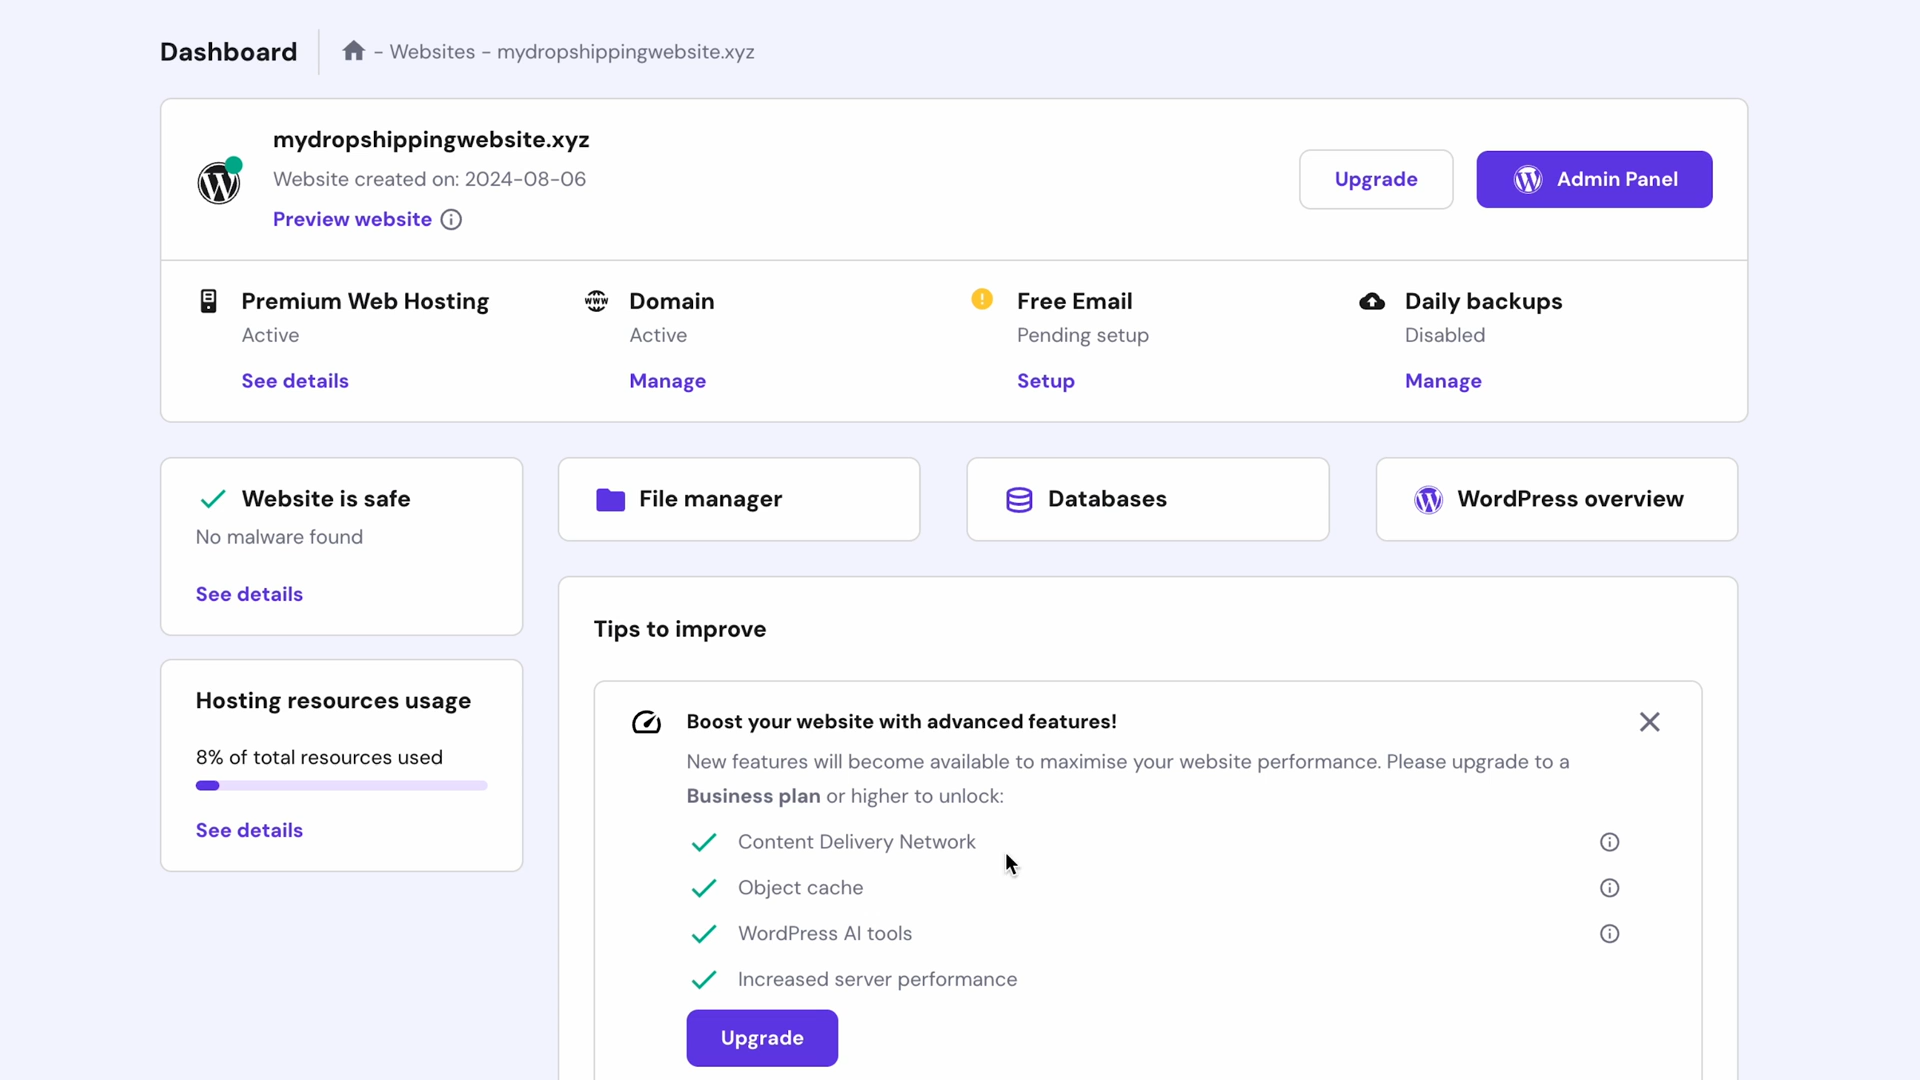 Dashboard
- Websites - mydropshippingwebsite.xyz
mydropshippingwebsite.xyz
Website created on: 2024-08-06
Preview website
Upgrade
Admin Panel
Premium Web Hosting
Active
See details
Domain
Active
Manage
Free Email
Pending setup
Setup
Daily backups
Disabled
Manage
Website is safe
No malware found
See details
File manager
Databases
WordPress overview
Hosting resources usage
8% of total resources used
See details
Tips to improve
Boost your website with advanced features!
New features will become available to maximise your website performance. Please upgrade to a
Business plan or higher to unlock:
Content Delivery Network
Object cache
WordPress AI tools
Increased server performance
Upgrade